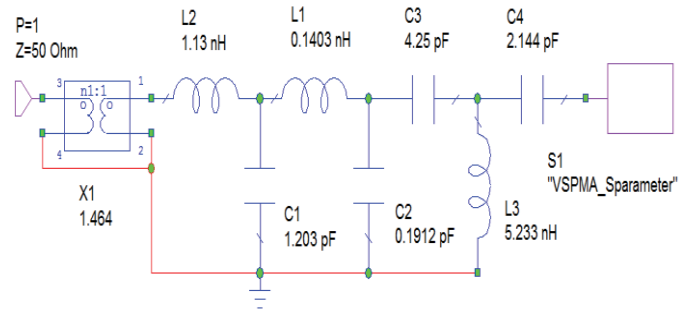 P=1
Z=50 Ohm
L2
1.13 nH
L1
0.1403 nH
C3
4.25 pF
C4
2.144 pF
3
n1:1
1
o o
4
2
X1
1.464
C1
1.203 pF
C2
0.1912 pF
L3
5.233 nH
S1
"VSPMA_Sparameter"